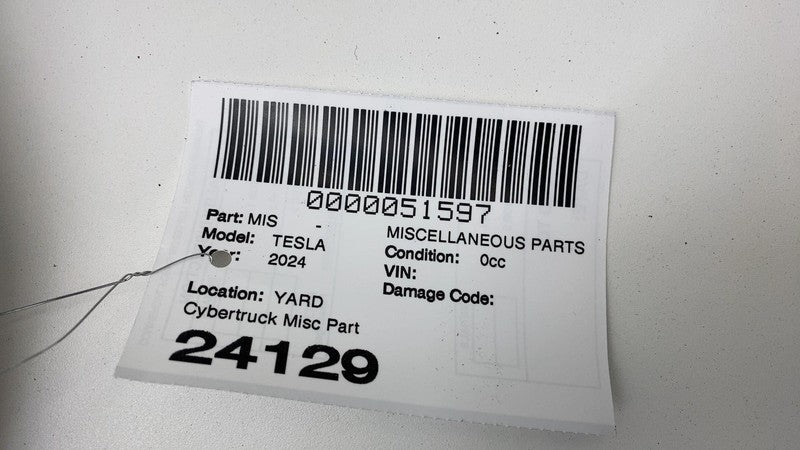 0000051597
Part: MIS - MISCELLANEOUS PARTS
Model: TESLA Condition: 0cc
Year: 2024 VIN:
Damage Code:
Location: YARD
Cybertruck Misc Part
24129